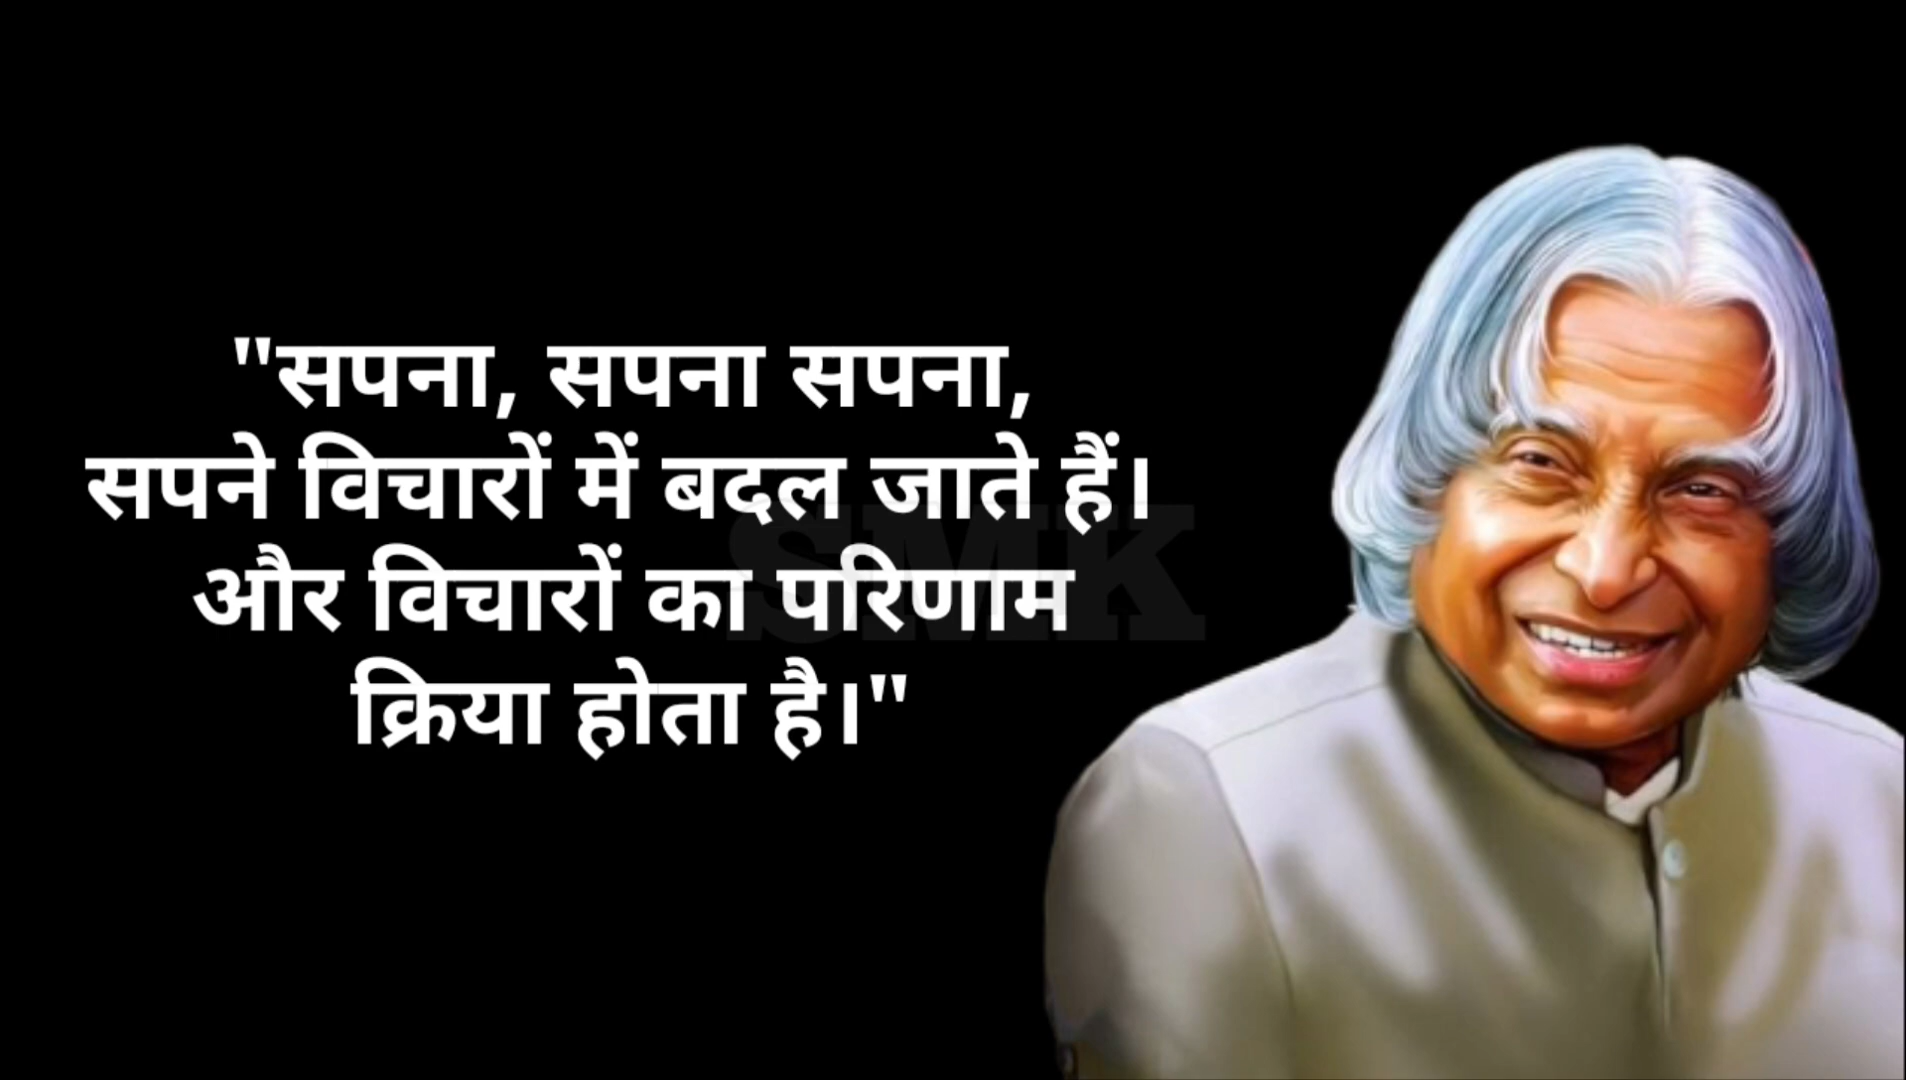 "सपना, सपना सपना,
सपने विचारों में बदल जाते हैं।
और विचारों का परिणाम
क्रिया होता है।"
SMK